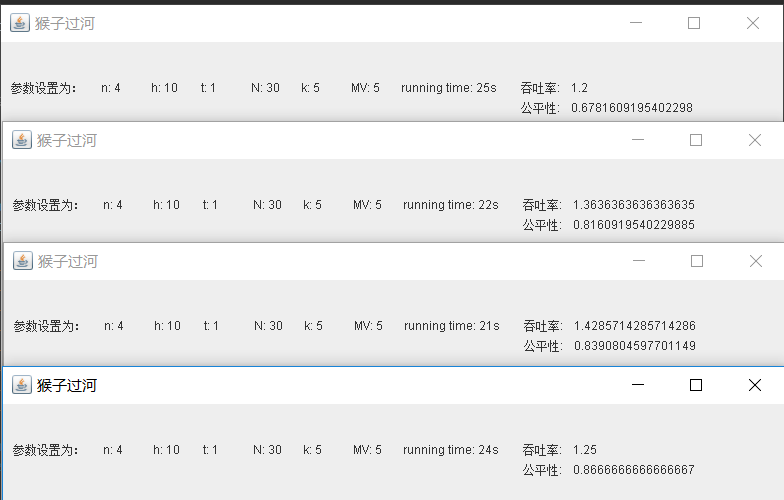 猴子过河
参数设置为: n: 4 h: 10 t: 1 N: 30 k: 5 MV: 5 running time: 25s 吞吐率: 1.2
公平性: 0.6781609195402298
猴子过河
参数设置为: n: 4 h: 10 t: 1 N: 30 k: 5 MV: 5 running time: 22s 吞吐率: 1.3636363636363635
公平性: 0.8160919540229885
猴子过河
参数设置为: n: 4 h: 10 t: 1 N: 30 k: 5 MV: 5 running time: 21s 吞吐率: 1.4285714285714286
公平性: 0.8390804597701149
猴子过河
参数设置为: n: 4 h: 10 t: 1 N: 30 k: 5 MV: 5 running time: 24s 吞吐率: 1.25
公平性: 0.8666666666666667